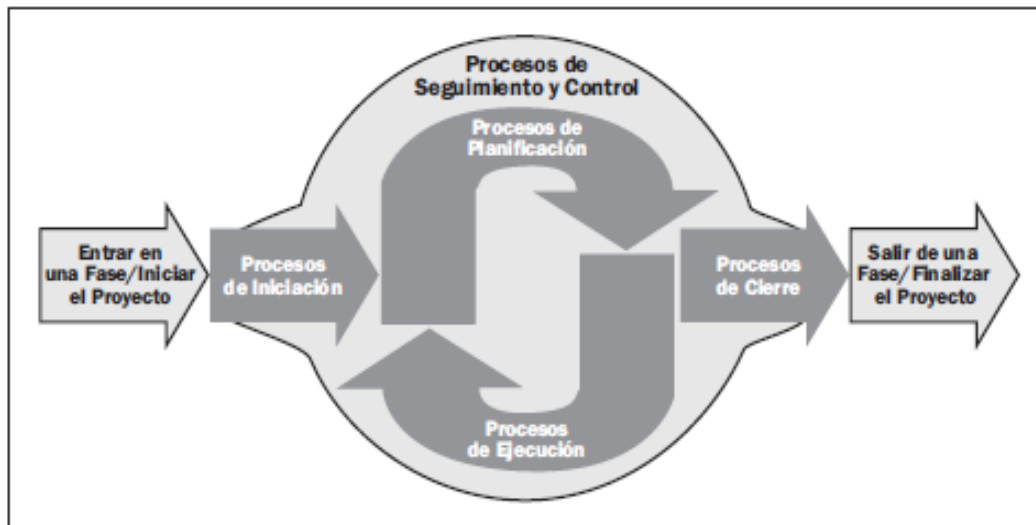 Procesos de
Seguimiento y Control
Procesos de
Planificación
Entrar en
una Fase/Iniciar
el Proyecto
Procesos
de Iniciación
Procesos
de Cierre
Salir de una
Fase/Finalizar
el Proyecto
Procesos
de Ejecución